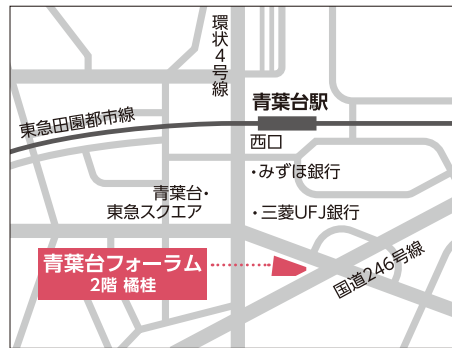 環状4号線
青葉台駅
東急田園都市線
西口
・みずほ銀行
青葉台・
東急スクエア
・三菱UFJ銀行
青葉台フォーラム
2階 橘桂
国道246号線